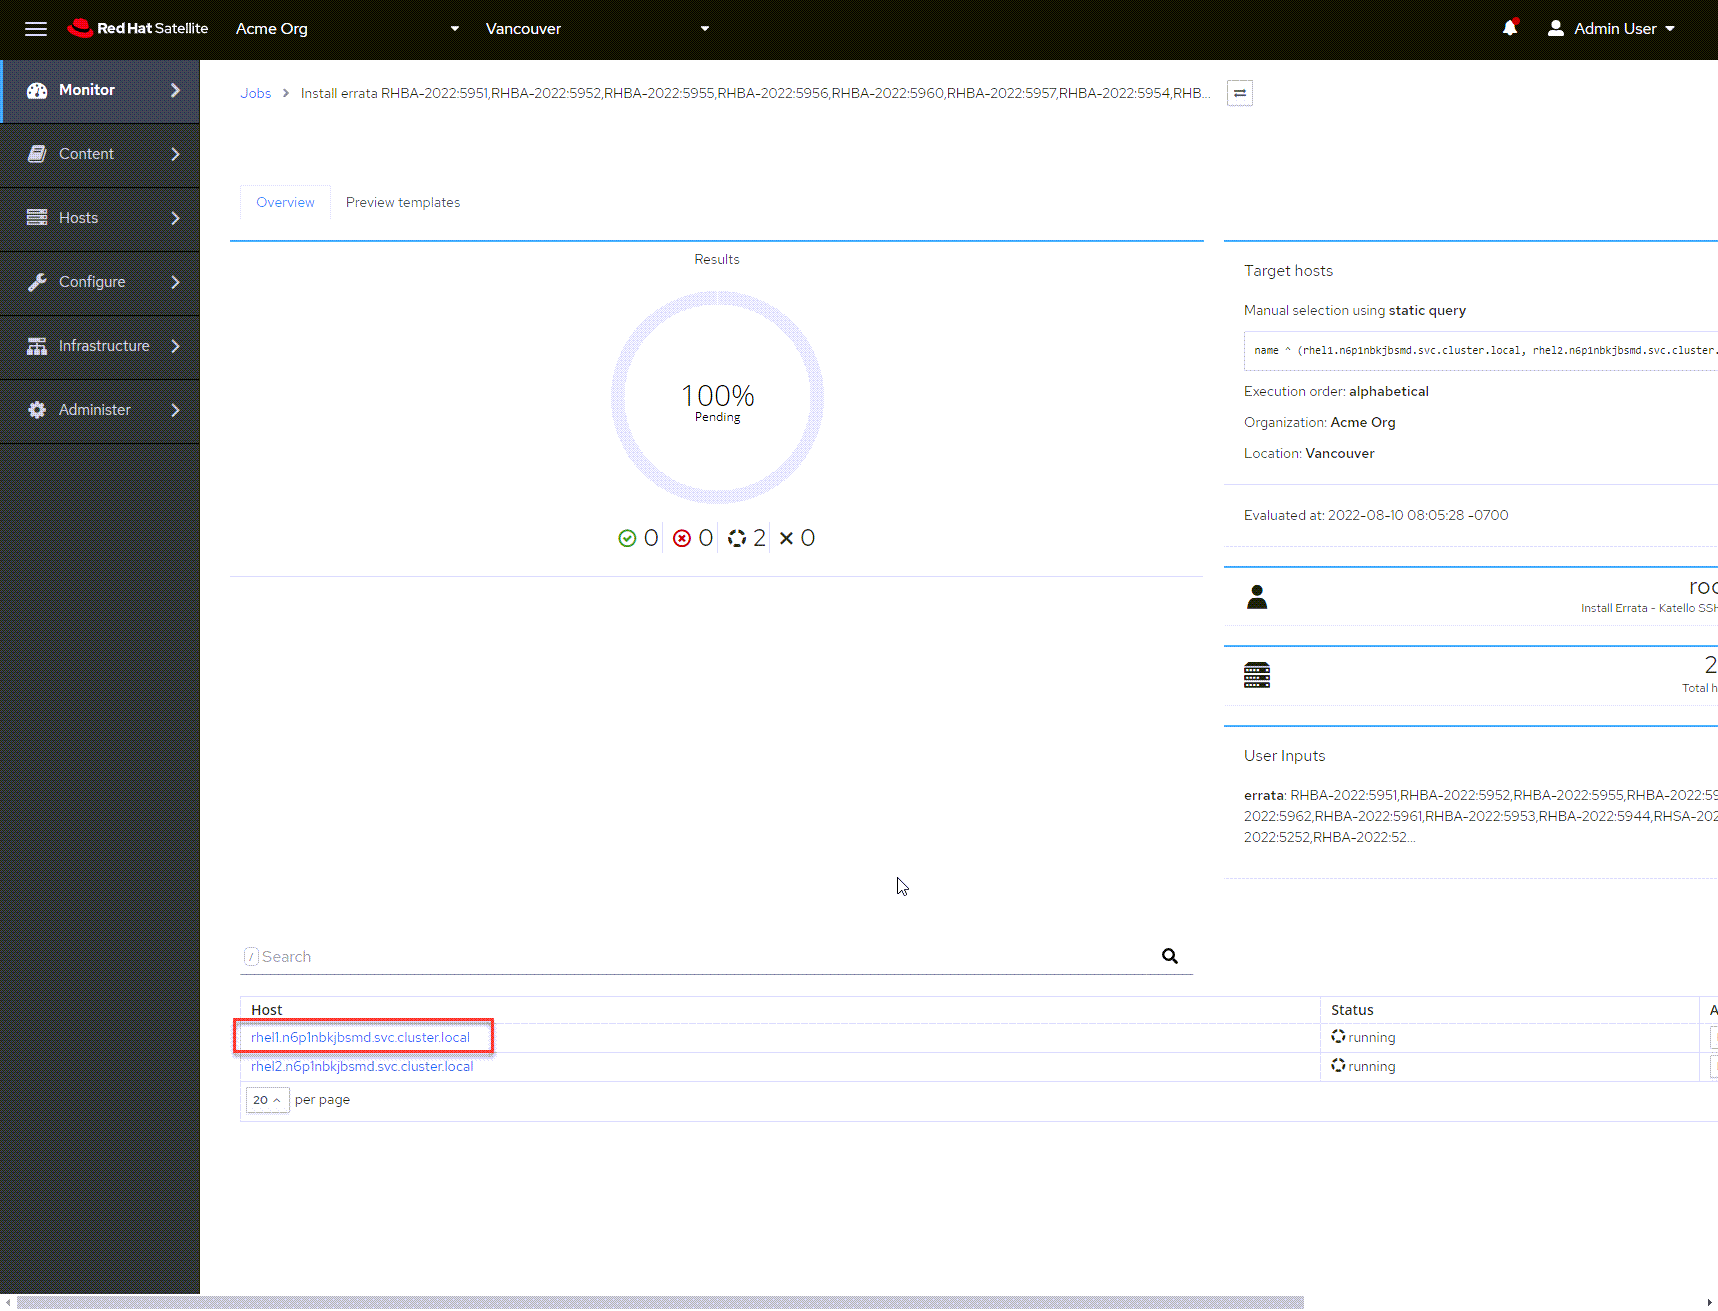 Red Hat Satellite
Acme Org
Vancouver
Admin User
Monitor
Content
Hosts
Configure
Infrastructure
Administer
Jobs
Install errata RHBA-2022:5951,RHBA-2022:5952,RHBA-2022:5955,RHBA-2022:5956,RHBA-2022:5960,RHBA-2022:5957,RHBA-2022:5954,RHB...
Overview
Preview templates
Results
100%
Pending
0 0 2 0
Target hosts
Manual selection using static query
name ^ (rhel1.n6p1nbkjbsmd.svc.cluster.local, rhel2.n6p1nbkjbsmd.svc.cluster.
Execution order: alphabetical
Organization: Acme Org
Location: Vancouver
Evaluated at: 2022-08-10 08:05:28 -0700
roo
Install Errata - Katello SSH
2
Total h
User Inputs
errata: RHBA-2022:5951,RHBA-2022:5952,RHBA-2022:5955,RHBA-2022:59
2022:5962,RHBA-2022:5961,RHBA-2022:5953,RHBA-2022:5944,RHSA-202
2022:5252,RHBA-2022:52...
/ Search
Host Status A
rhel1.n6p1nbkjbsmd.svc.cluster.local running
rhel2.n6p1nbkjbsmd.svc.cluster.local running
20 per page